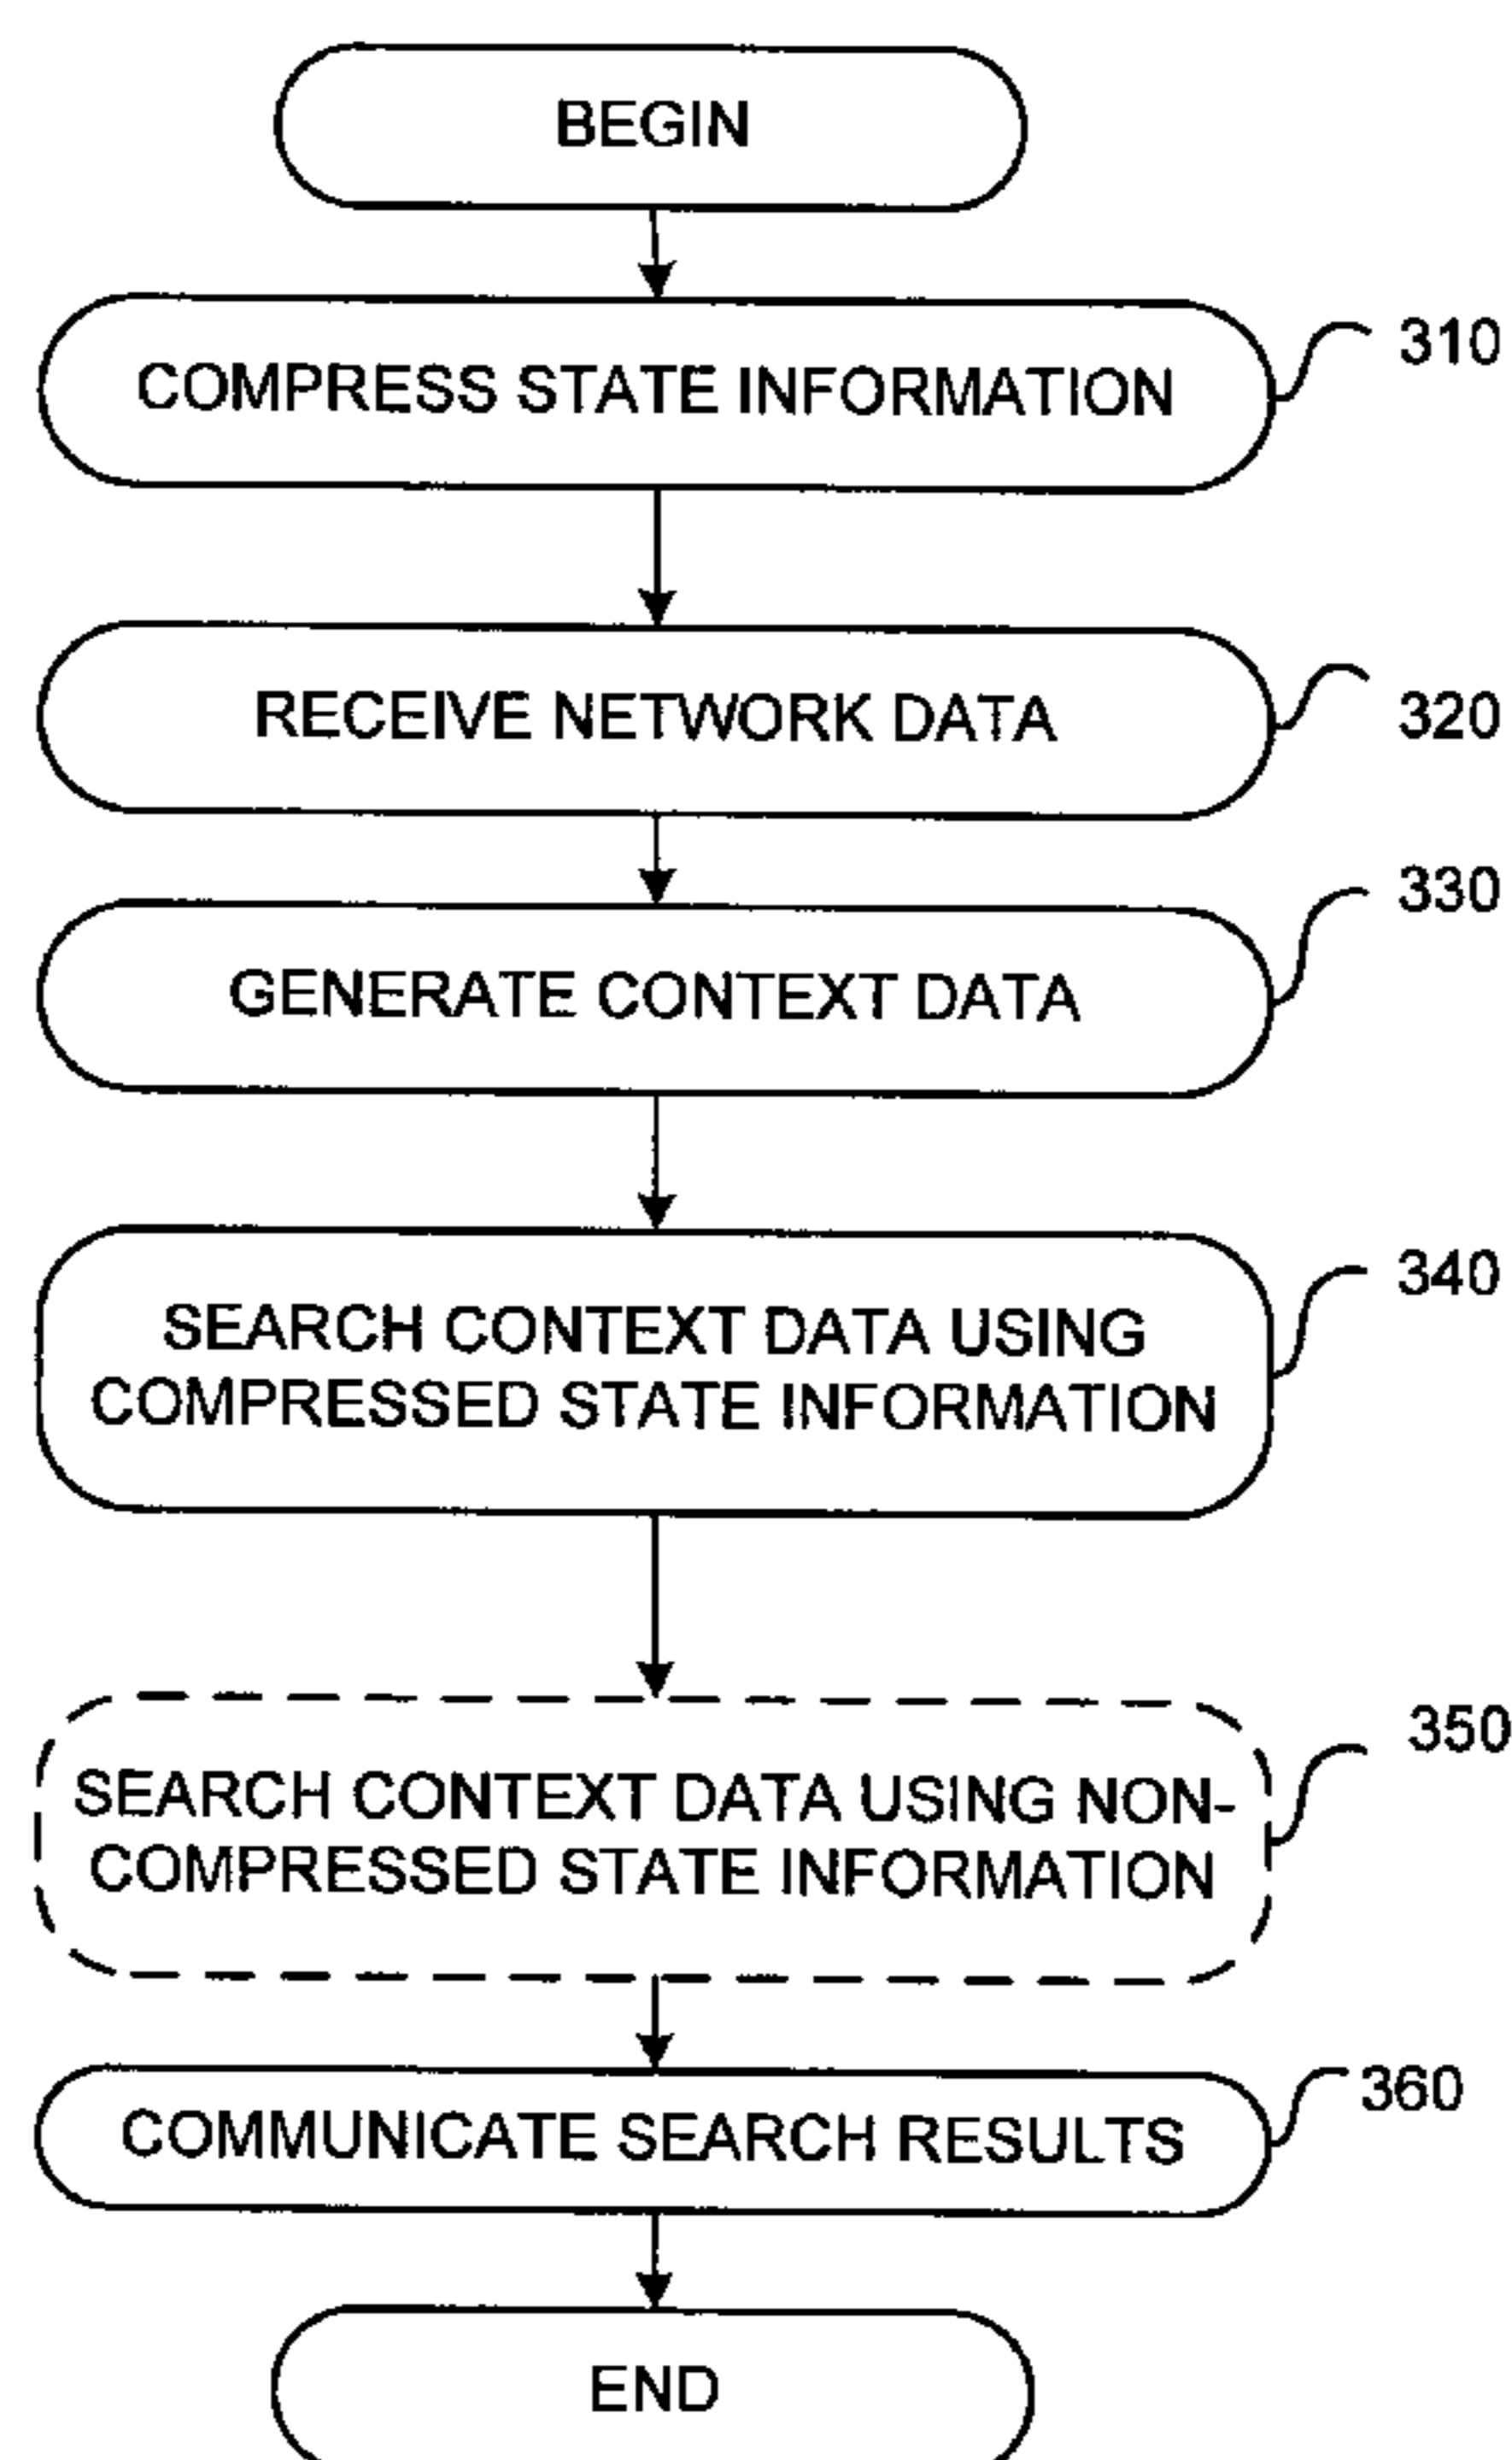 BEGIN
COMPRESS STATE INFORMATION
310
RECEIVE NETWORK DATA
320
GENERATE CONTEXT DATA
330
SEARCH CONTEXT DATA USING
COMPRESSED STATE INFORMATION
340
SEARCH CONTEXT DATA USING NON-
COMPRESSED STATE INFORMATION
350
COMMUNICATE SEARCH RESULTS
360
END